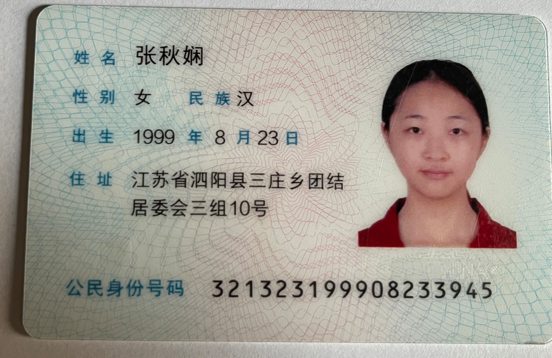 姓名 张秋娴
性别 女 民族 汉
出生 1999 年 8 月 23 日
住址 江苏省泗阳县三庄乡团结
居委会三组10号
公民身份号码 321323199908233945